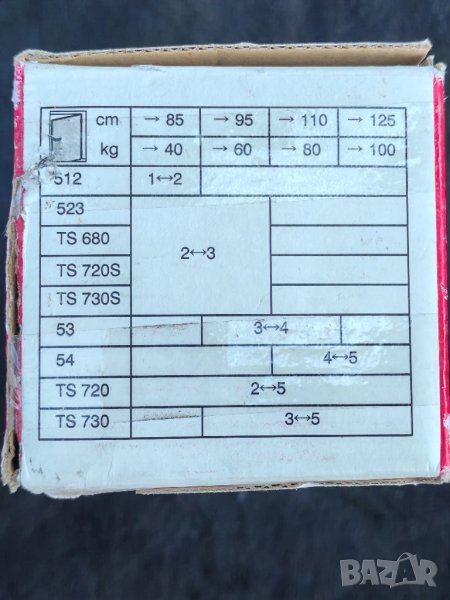 cm → 85 → 95 → 110 → 125
kg → 40 → 60 → 80 → 100
512 1↔2
523
TS 680
2↔3
TS 720S
TS 730S
53 3↔4
54 4↔5
TS 720 2↔5
TS 730 3↔5
BAZAR